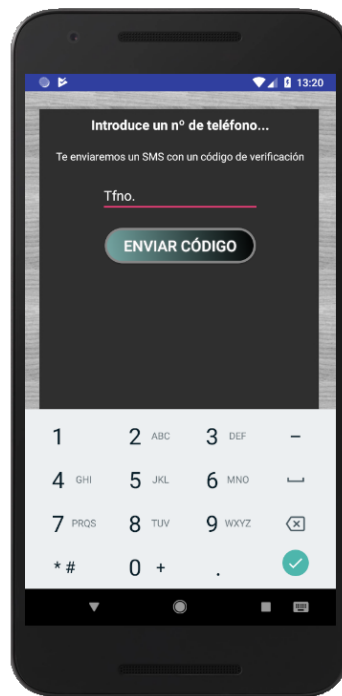 13:20
Introduce un nº de teléfono...
Te enviaremos un SMS con un código de verificación
Tfno.
ENVIAR CÓDIGO
1 2 ABC 3 DEF –
4 GHI 5 JKL 6 MNO
7 PRQS 8 TUV 9 WXYZ
* # 0 + .